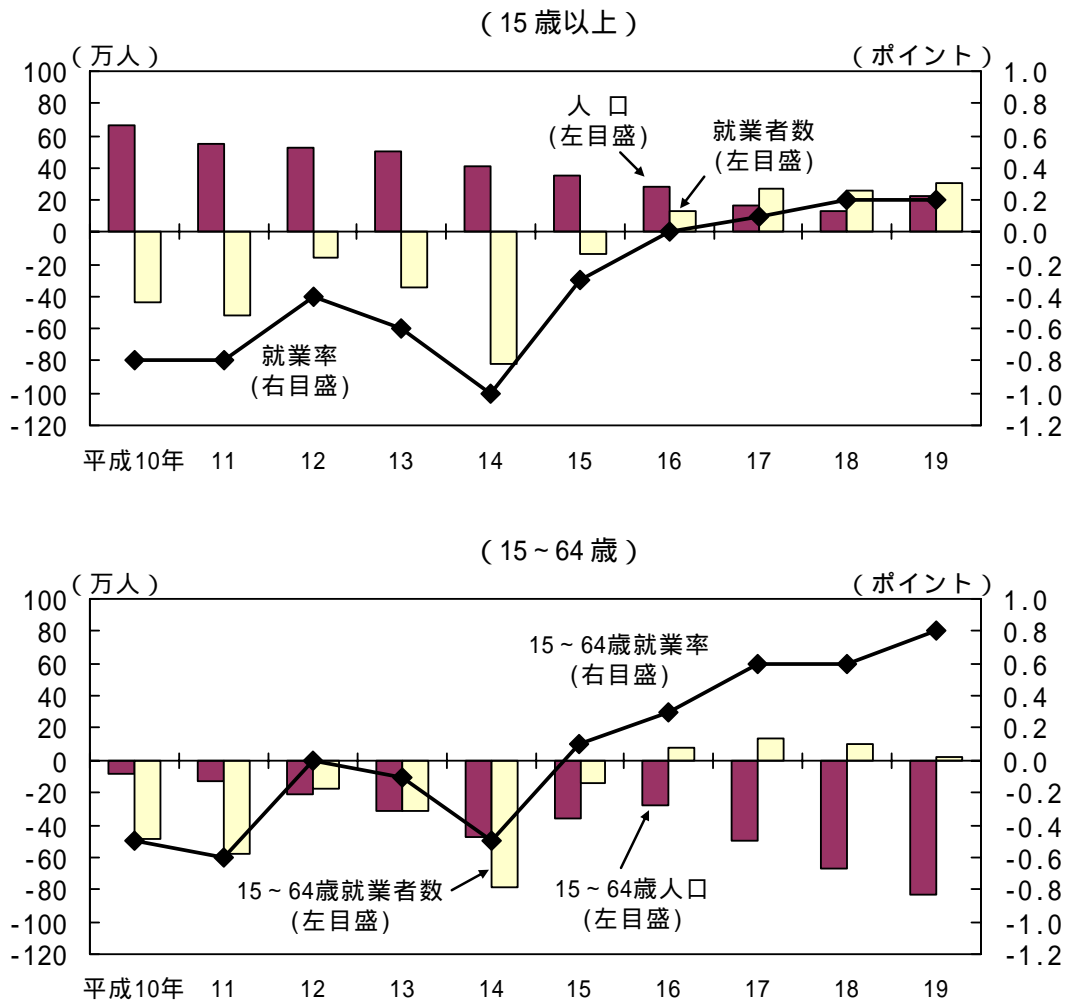 (15歳以上)
(万人) (ポイント)
100 1.0
80 0.8
60 0.6
40 0.4
20 0.2
0 0.0
-20 -0.2
-40 -0.4
-60 -0.6
-80 -0.8
-100 -1.0
-120 -1.2
人口
(左目盛)
就業者数
(左目盛)
就業率
(右目盛)
平成10年 11 12 13 14 15 16 17 18 19
(15~64歳)
(万人) (ポイント)
100 1.0
80 0.8
60 0.6
40 0.4
20 0.2
0 0.0
-20 -0.2
-40 -0.4
-60 -0.6
-80 -0.8
-100 -1.0
-120 -1.2
15~64歳就業率
(右目盛)
15~64歳就業者数
(左目盛)
15~64歳人口
(左目盛)
平成10年 11 12 13 14 15 16 17 18 19